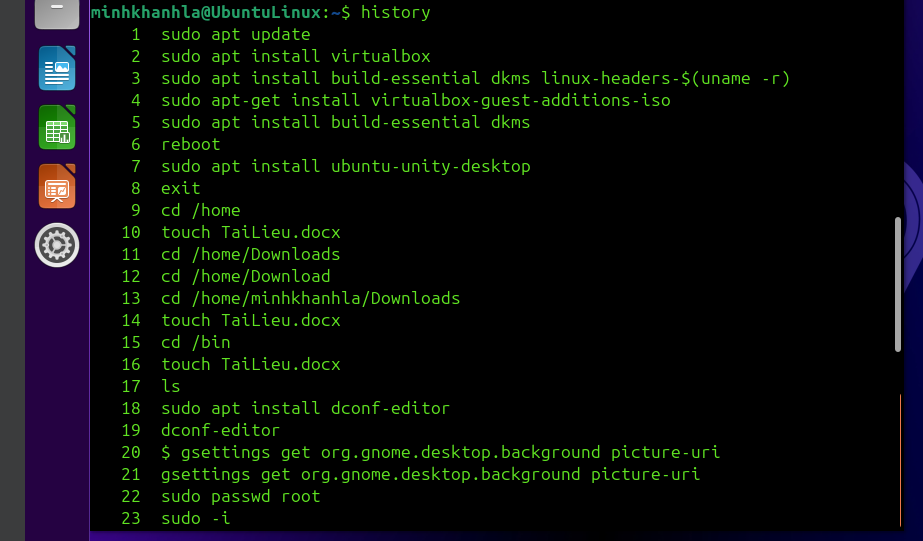 minhkhanhla@UbuntuLinux:~$ history
1 sudo apt update
2 sudo apt install virtualbox
3 sudo apt install build-essential dkms linux-headers-$(uname -r)
4 sudo apt-get install virtualbox-guest-additions-iso
5 sudo apt install build-essential dkms
6 reboot
7 sudo apt install ubuntu-unity-desktop
8 exit
9 cd /home
10 touch TaiLieu.docx
11 cd /home/Downloads
12 cd /home/Download
13 cd /home/minhkhanhla/Downloads
14 touch TaiLieu.docx
15 cd /bin
16 touch TaiLieu.docx
17 ls
18 sudo apt install dconf-editor
19 dconf-editor
20 $ gsettings get org.gnome.desktop.background picture-uri
21 gsettings get org.gnome.desktop.background picture-uri
22 sudo passwd root
23 sudo -i